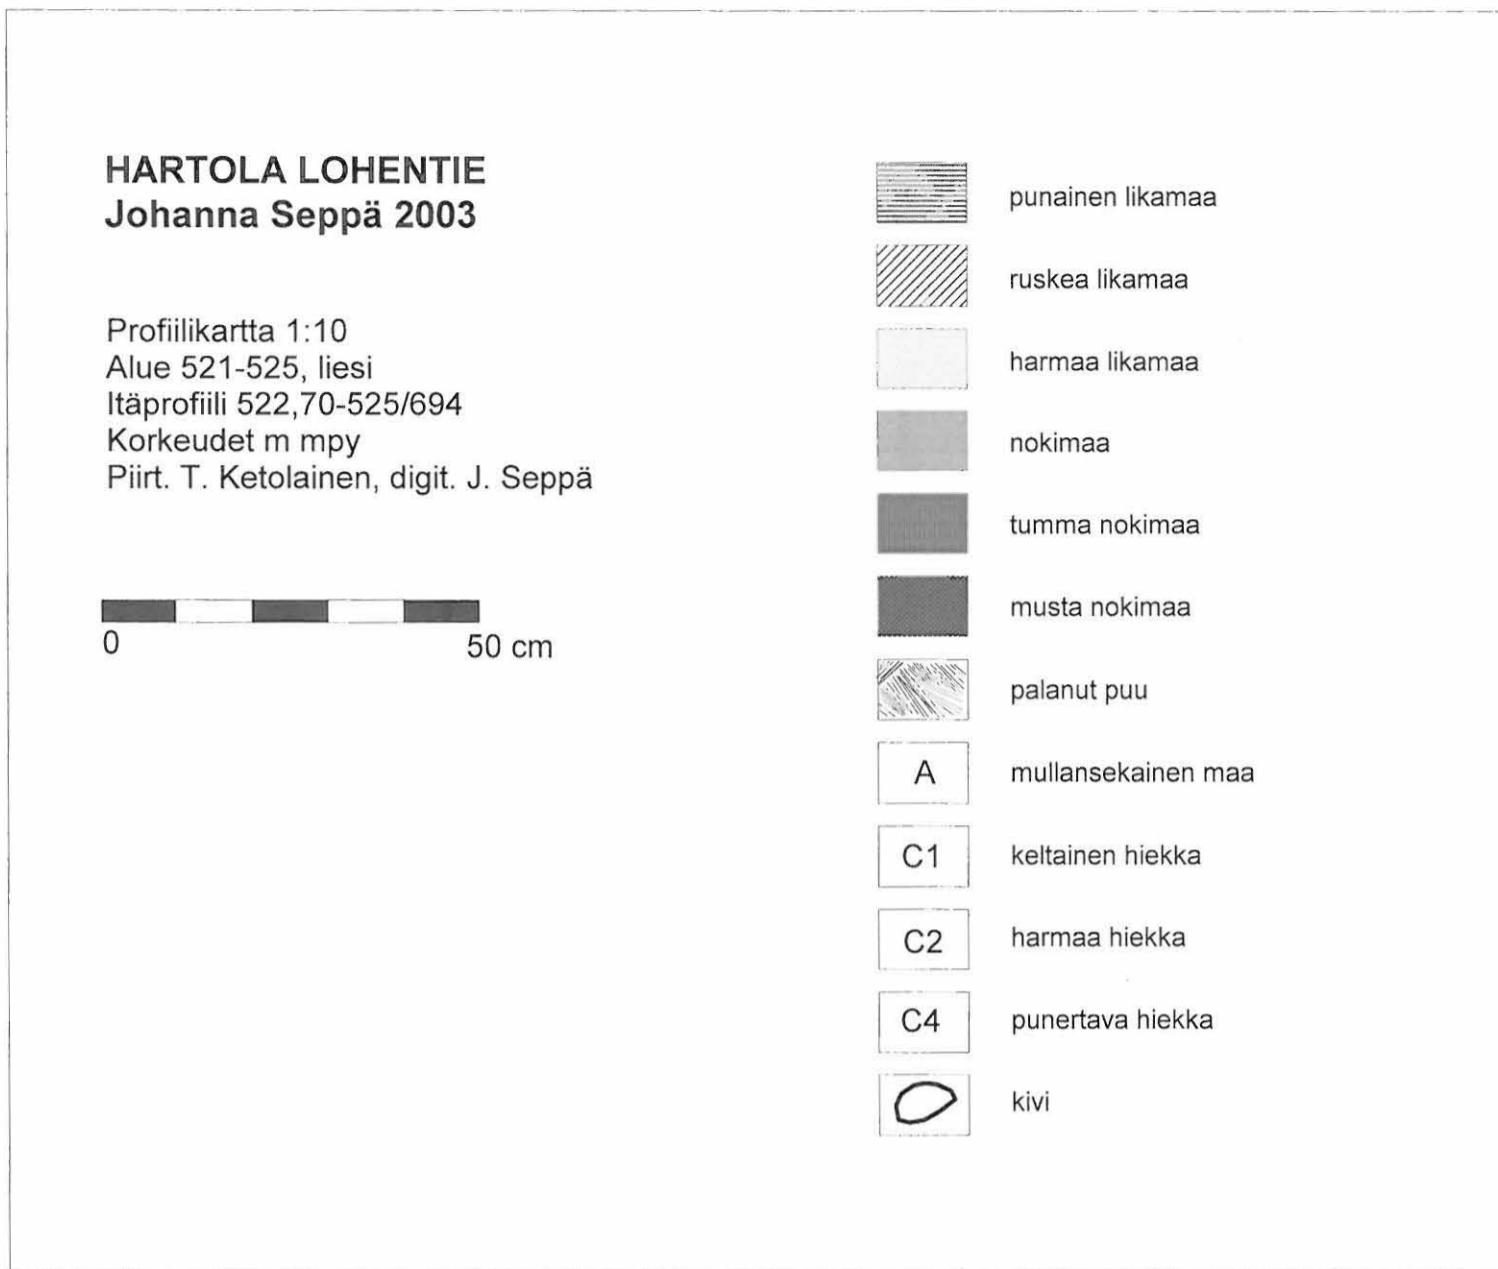 HARTOLA LOHENTIE
Johanna Seppä 2003
Profiilikartta 1:10
Alue 521-525, liesi
Itäprofiili 522,70-525/694
Korkeudet m mpy
Piirt. T. Ketolainen, digit. J. Seppä
0 50 cm
punainen likamaa
ruskea likamaa
harmaa likamaa
nokimaa
tumma nokimaa
musta nokimaa
palanut puu
A mullansekainen maa
C1 keltainen hiekka
C2 harmaa hiekka
C4 punertava hiekka
kivi